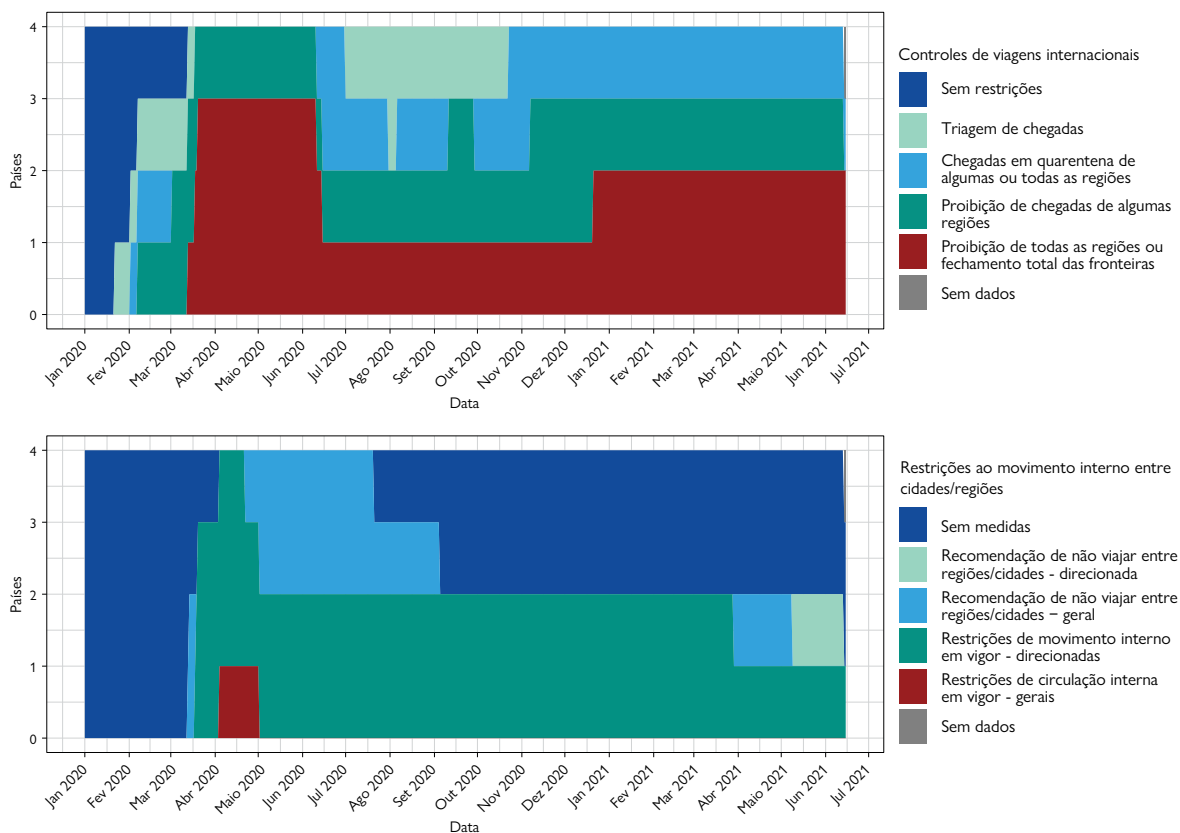 4
3
2
1
0
Países
Jan 2020
Fev 2020
Mar 2020
Abr 2020
Maio 2020
Jun 2020
Jul 2020
Ago 2020
Set 2020
Out 2020
Nov 2020
Dez 2020
Jan 2021
Fev 2021
Mar 2021
Abr 2021
Maio 2021
Jun 2021
Jul 2021
Data
Controles de viagens internacionais
Sem restrições
Triagem de chegadas
Chegadas em quarentena de
algumas ou todas as regiões
Proibição de chegadas de algumas
regiões
Proibição de todas as regiões ou
fechamento total das fronteiras
Sem dados
4
3
2
1
0
Países
Jan 2020
Fev 2020
Mar 2020
Abr 2020
Maio 2020
Jun 2020
Jul 2020
Ago 2020
Set 2020
Out 2020
Nov 2020
Dez 2020
Jan 2021
Fev 2021
Mar 2021
Abr 2021
Maio 2021
Jun 2021
Jul 2021
Data
Restrições ao movimento interno entre
cidades/regiões
Sem medidas
Recomendação de não viajar entre
regiões/cidades - direcionada
Recomendação de não viajar entre
regiões/cidades – geral
Restrições de movimento interno
em vigor - direcionadas
Restrições de circulação interna
em vigor - gerais
Sem dados